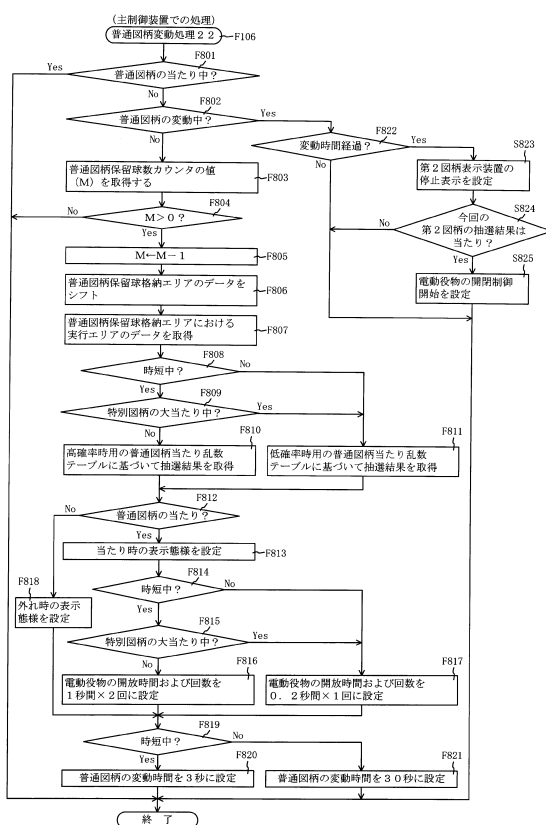 (主制御装置での処理)
普通図柄変動処理22
F106
F801
普通図柄の当たり中？
Yes
No
F802
普通図柄の変動中？
Yes
No
F822
変動時間経過？
Yes
No
S823
第2図柄表示装置の
停止表示を設定
S824
今回の
第2図柄の抽選結果は
当たり？
No
Yes
S825
電動役物の開閉制御
開始を設定
普通図柄保留球数カウンタの値
(M)を取得する
F803
F804
M>0？
No
Yes
M←M－1
F805
普通図柄保留球格納エリアのデータを
シフト
F806
普通図柄保留球格納エリアにおける
実行エリアのデータを取得
F807
F808
時短中？
No
Yes
F809
特別図柄の大当たり中？
Yes
No
F810
高確率時用の普通図柄当たり乱数
テーブルに基づいて抽選結果を取得
F811
低確率時用の普通図柄当たり乱数
テーブルに基づいて抽選結果を取得
F812
普通図柄の当たり？
No
Yes
当たり時の表示態様を設定
F813
F818
外れ時の表示
態様を設定
F814
時短中？
No
Yes
F815
特別図柄の大当たり中？
Yes
No
F816
電動役物の開放時間および回数を
1秒間×2回に設定
F817
電動役物の開放時間および回数を
0．2秒間×1回に設定
F819
時短中？
No
Yes
F820
普通図柄の変動時間を3秒に設定
F821
普通図柄の変動時間を30秒に設定
終 了